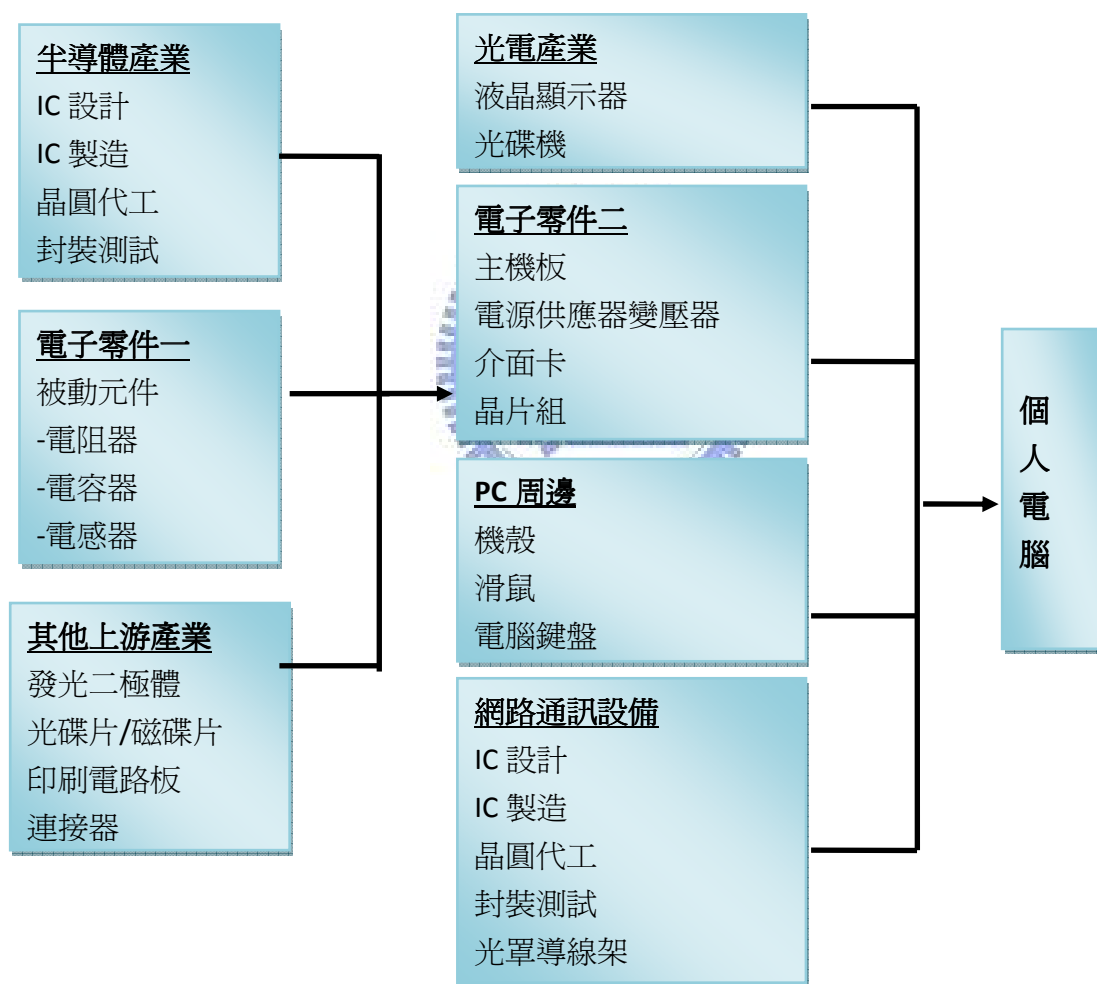 半導體產業
IC 設計
IC 製造
晶圓代工
封裝測試
電子零件一
被動元件
-電阻器
-電容器
-電感器
其他上游產業
發光二極體
光碟片/磁碟片
印刷電路板
連接器
光電產業
液晶顯示器
光碟機
電子零件二
主機板
電源供應器變壓器
介面卡
晶片組
PC 周邊
機殼
滑鼠
電腦鍵盤
網路通訊設備
IC 設計
IC 製造
晶圓代工
封裝測試
光罩導線架
個
人
電
腦